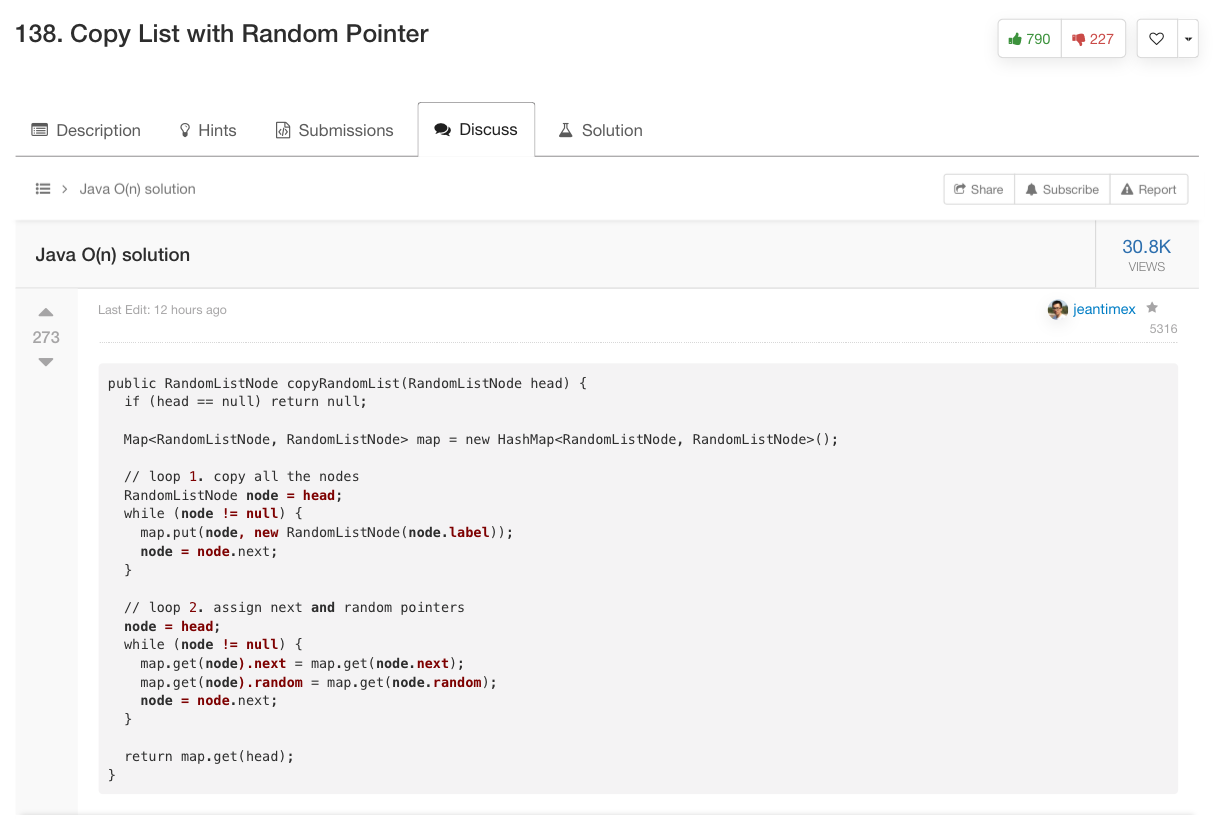 138. Copy List with Random Pointer
790 227
Description Hints Submissions Discuss Solution
> Java O(n) solution Share Subscribe Report
Java O(n) solution
30.8K
VIEWS
273
Last Edit: 12 hours ago
jeantimex
5316
public RandomListNode copyRandomList(RandomListNode head) {
  if (head == null) return null;

  Map<RandomListNode, RandomListNode> map = new HashMap<RandomListNode, RandomListNode>();

  // loop 1. copy all the nodes
  RandomListNode node = head;
  while (node != null) {
    map.put(node, new RandomListNode(node.label));
    node = node.next;
  }

  // loop 2. assign next and random pointers
  node = head;
  while (node != null) {
    map.get(node).next = map.get(node.next);
    map.get(node).random = map.get(node.random);
    node = node.next;
  }

  return map.get(head);
}